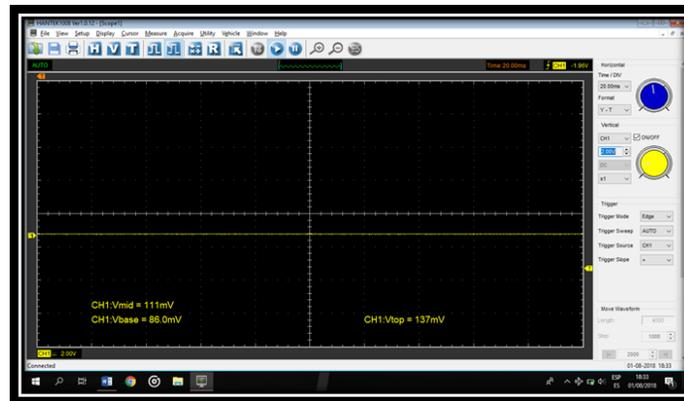 HANTEK1008 Ver1.0.12 - [Scope1]
File View Setup Display Cursor Measure Acquire Utility Vehicle Window Help
H V T R
AUTO
Time 20.00ms
CH1 -1.96V
Horizontal
Time / DIV
20.00ms
Format
Y - T
Vertical
CH1 ON/OFF
2.00V
DC
x1
Trigger
Trigger Mode Edge
Trigger Sweep AUTO
Trigger Source CH1
Trigger Slope +
CH1:Vmid = 111mV
CH1:Vbase = 86.0mV
CH1:Vtop = 137mV
Move Waveform
Length: 4000
Step: 1000
2000
CH1 2.00V
Connected
01-08-2018 18:33
ESP 18:33
ES 01/08/2018